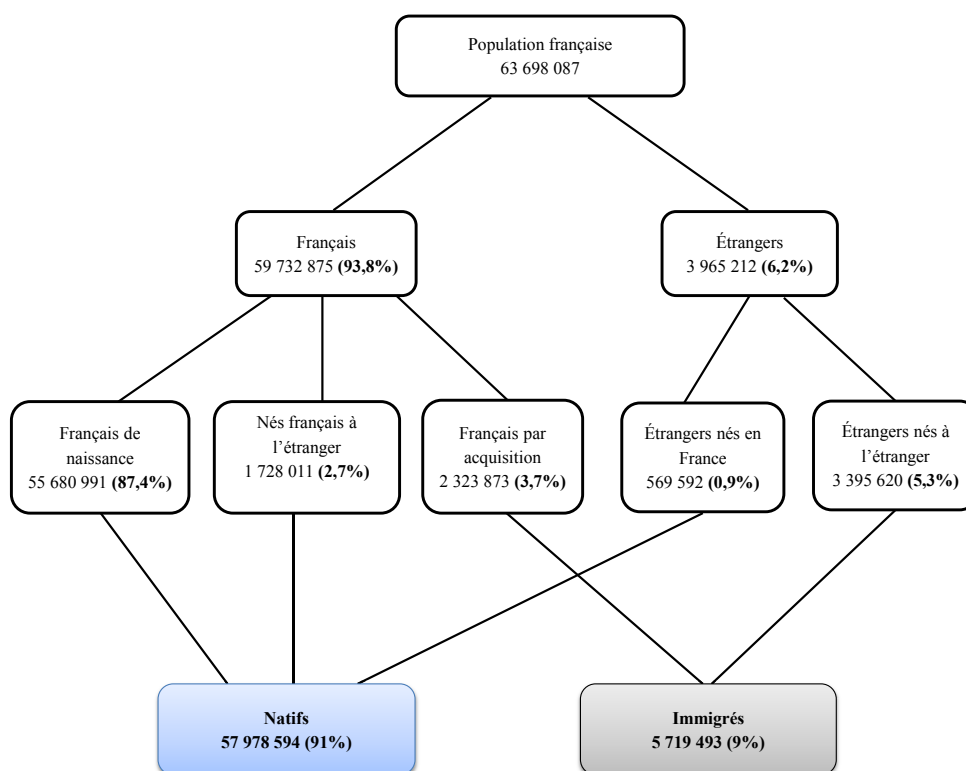 Population française
63 698 087
Français
59 732 875 (93,8%)
Étrangers
3 965 212 (6,2%)
Français de
naissance
55 680 991 (87,4%)
Nés français à
l’étranger
1 728 011 (2,7%)
Français par
acquisition
2 323 873 (3,7%)
Étrangers nés en
France
569 592 (0,9%)
Étrangers nés à
l’étranger
3 395 620 (5,3%)
Natifs
57 978 594 (91%)
Immigrés
5 719 493 (9%)